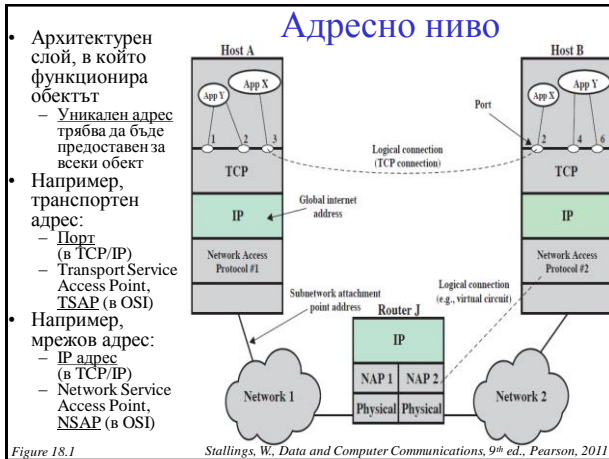 Адресно ниво
• Архитектурен
слой, в който
функционира
обектът
– Уникален адрес
трябва да бъде
предоставен за
всеки обект
• Например,
транспортен
адрес:
– Порт
(в TCP/IP)
– Transport Service
Access Point,
TSAP (в OSI)
• Например,
мрежов адрес:
– IP адрес
(в TCP/IP)
– Network Service
Access Point,
NSAP (в OSI)
Host A
App X
App Y
1 2 3
TCP
IP
Network Access
Protocol #1
Host B
App X
App Y
Port
2 4 6
TCP
IP
Network Access
Protocol #2
Logical connection
(TCP connection)
Global internet
address
Logical connection
(e.g., virtual circuit)
Subnetwork attachment
point address
Router J
IP
NAP 1 NAP 2
Physical Physical
Network 1
Network 2
Figure 18.1
Stallings, W., Data and Computer Communications, 9th ed., Pearson, 2011